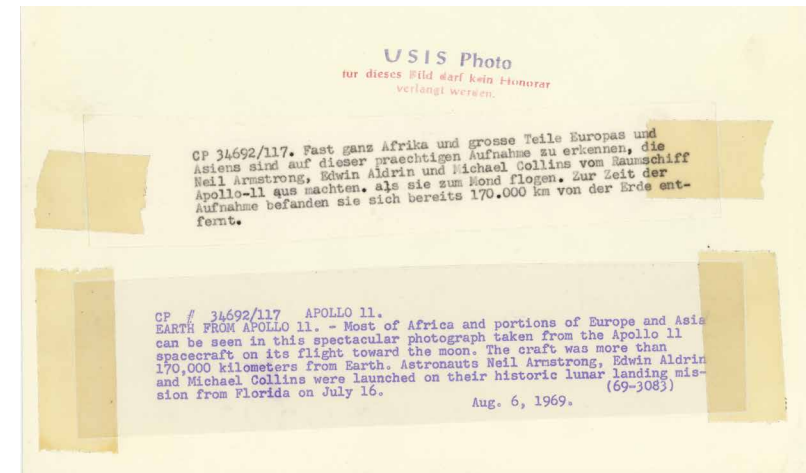 USIS Photo
fur dieses Bild darf kein Honorar
verlangt werden.
CP 34692/117. Fast ganz Afrika und grosse Teile Europas und
Asiens sind auf dieser praechtigen Aufnahme zu erkennen, die
Neil Armstrong, Edwin Aldrin und Michael Collins vom Raumschiff
Apollo-11 aus machten. als sie zum Mond flogen. Zur Zeit der
Aufnahme befanden sie sich bereits 170.000 km von der Erde ent-
fernt.
CP # 34692/117 APOLLO 11.
EARTH FROM APOLLO 11. - Most of Africa and portions of Europe and Asia
can be seen in this spectacular photograph taken from the Apollo 11
spacecraft on its flight toward the moon. The craft was more than
170,000 kilometers from Earth. Astronauts Neil Armstrong, Edwin Aldrin
and Michael Collins were launched on their historic lunar landing mis-
sion from Florida on July 16. (69-3083)
Aug. 6, 1969.